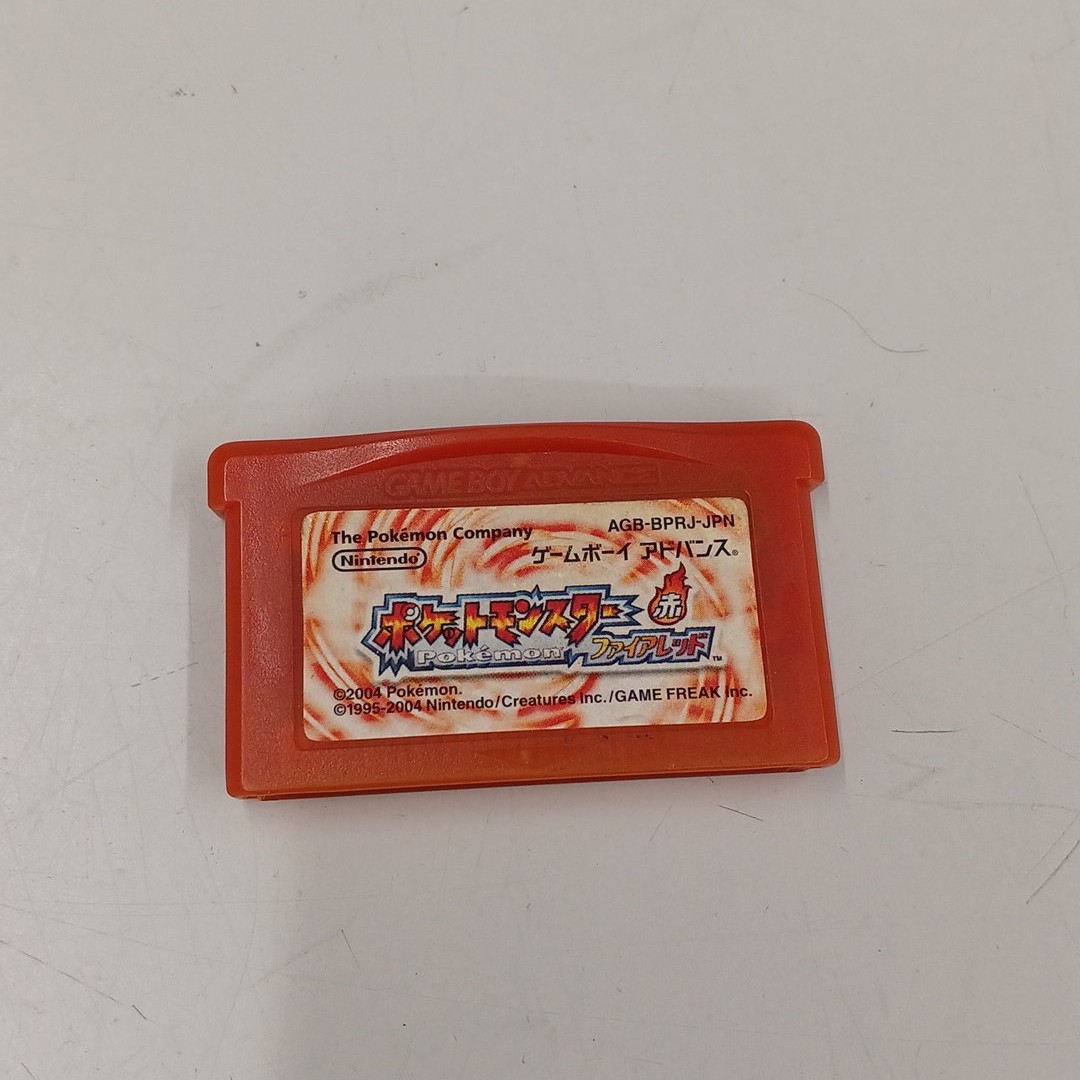 GAME BOY ADVANCE
The Pokémon Company
AGB-BPRJ-JPN
Nintendo
ゲームボーイ アドバンス®
ポケットモンスター 赤
Pokémon ファイアレッド™
©2004 Pokémon.
©1995-2004 Nintendo/Creatures Inc./GAME FREAK inc.